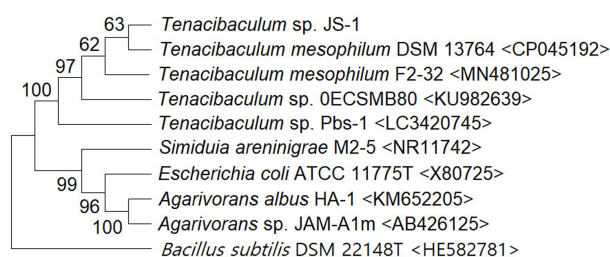 63
Tenacibaculum sp. JS-1
62
Tenacibaculum mesophilum DSM 13764 <CP045192>
97
Tenacibaculum mesophilum F2-32 <MN481025>
100
Tenacibaculum sp. 0ECSMB80 <KU982639>
Tenacibaculum sp. Pbs-1 <LC3420745>
Simiduia areninigrae M2-5 <NR11742>
99
Escherichia coli ATCC 11775T <X80725>
96
Agarivorans albus HA-1 <KM652205>
100
Agarivorans sp. JAM-A1m <AB426125>
Bacillus subtilis DSM 22148T <HE582781>